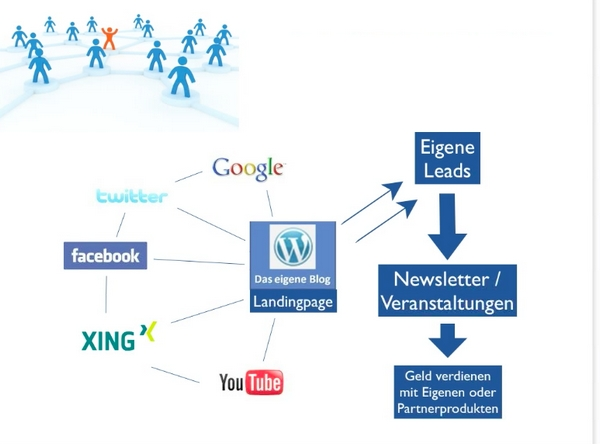 Google
twitter
facebook
XING
YouTube
Das eigene Blog
Landingpage
Eigene
Leads
Newsletter /
Veranstaltungen
Geld verdienen
mit Eigenen oder
Partnerprodukten